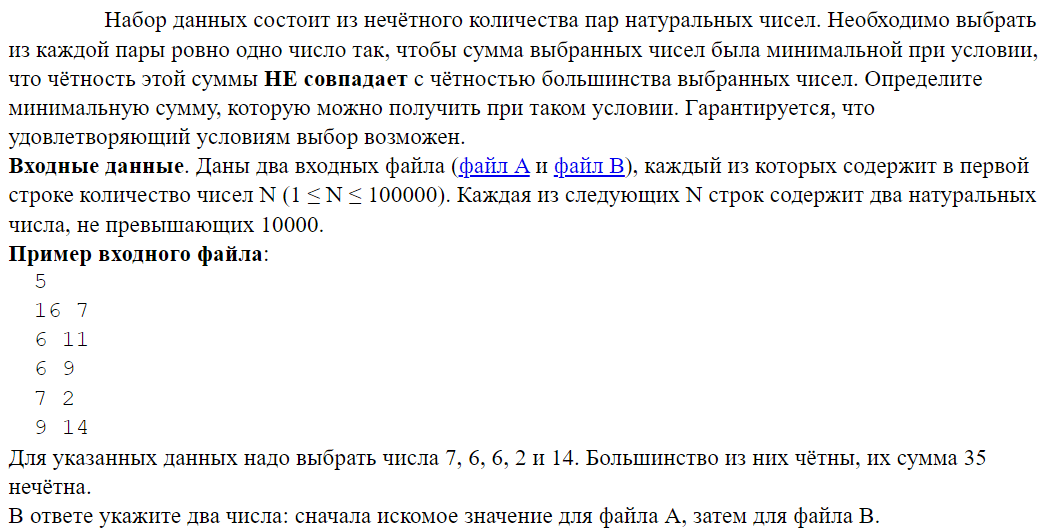 Набор данных состоит из нечётного количества пар натуральных чисел. Необходимо выбрать
из каждой пары ровно одно число так, чтобы сумма выбранных чисел была минимальной при условии,
что чётность этой суммы НЕ совпадает с чётностью большинства выбранных чисел. Определите
минимальную сумму, которую можно получить при таком условии. Гарантируется, что
удовлетворяющий условиям выбор возможен.
Входные данные. Даны два входных файла (файл A и файл B), каждый из которых содержит в первой
строке количество чисел N (1 ≤ N ≤ 100000). Каждая из следующих N строк содержит два натуральных
числа, не превышающих 10000.
Пример входного файла:
5
16 7
6 11
6 9
7 2
9 14
Для указанных данных надо выбрать числа 7, 6, 6, 2 и 14. Большинство из них чётны, их сумма 35
нечётна.
В ответе укажите два числа: сначала искомое значение для файла A, затем для файла B.